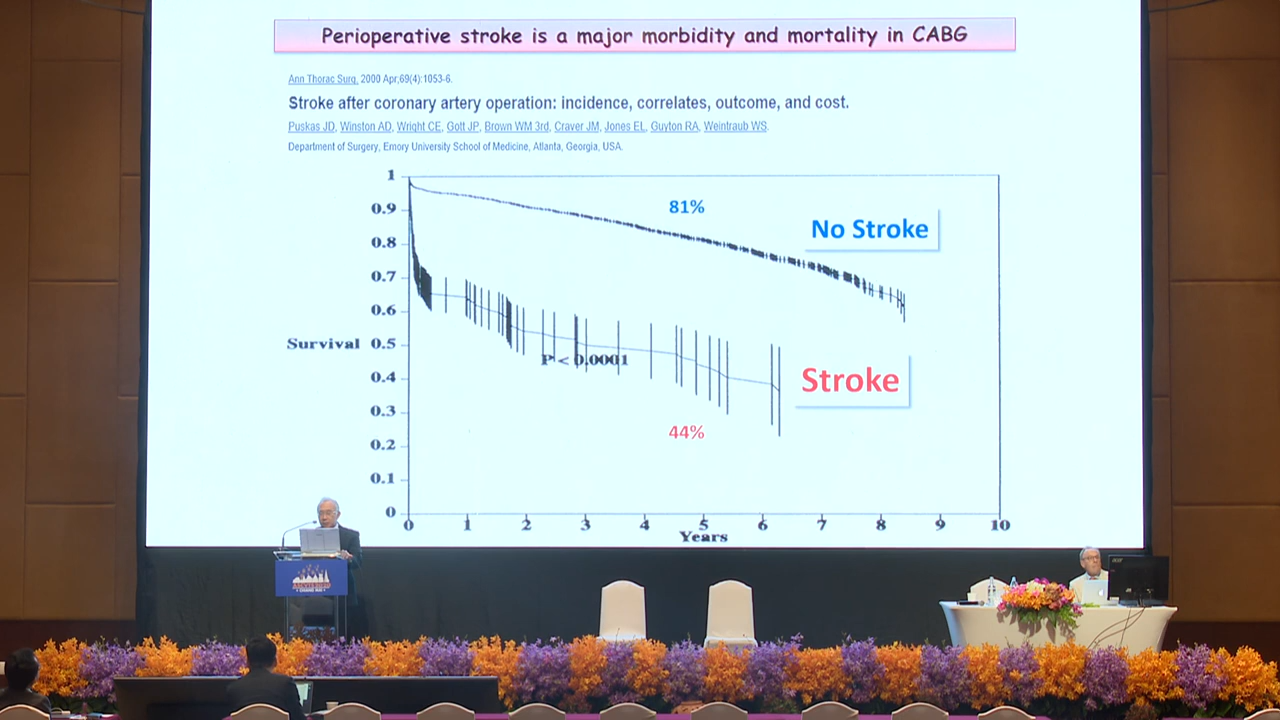 Perioperative stroke is a major morbidity and mortality in CABG
Ann Thorac Surg, 2000 Apr;69(4):1053-6.
Stroke after coronary artery operation: incidence, correlates, outcome, and cost.
Puskas JD, Winston AD, Wright CE, Gott JP, Brown WM 3rd, Craver JM, Jones EL, Guyton RA, Weintraub WS.
Department of Surgery, Emory University School of Medicine, Atlanta, Georgia, USA.
1
0.9
0.8
0.7
0.6
0.5
0.4
0.3
0.2
0.1
0
Survival
81%
No Stroke
P < 0.0001
Stroke
44%
0 1 2 3 4 5 6 7 8 9 10
Years
acer